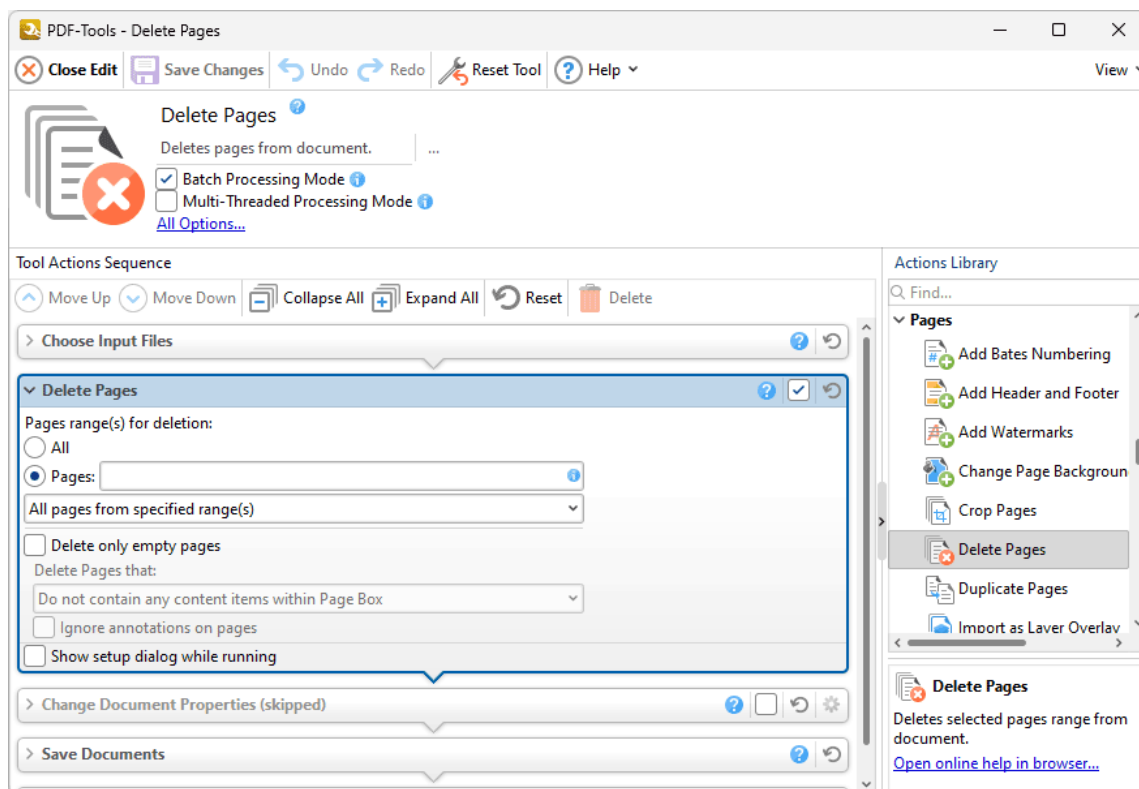 PDF-Tools - Delete Pages
Close Edit Save Changes Undo Redo Reset Tool ? Help View
Delete Pages ?
Deletes pages from document. ...
Batch Processing Mode i
Multi-Threaded Processing Mode i
All Options...
Tool Actions Sequence
Move Up Move Down Collapse All Expand All Reset Delete
Choose Input Files ?
Delete Pages ?
Pages range(s) for deletion:
All
Pages: i
All pages from specified range(s)
Delete only empty pages
Delete Pages that:
Do not contain any content items within Page Box
Ignore annotations on pages
Show setup dialog while running
Change Document Properties (skipped) ?
Save Documents ?
Actions Library
Find...
Pages
Add Bates Numbering
Add Header and Footer
Add Watermarks
Change Page Backgroun
Crop Pages
Delete Pages
Duplicate Pages
Import as Layer Overlay
Delete Pages
Deletes selected pages range from
document.
Open online help in browser...